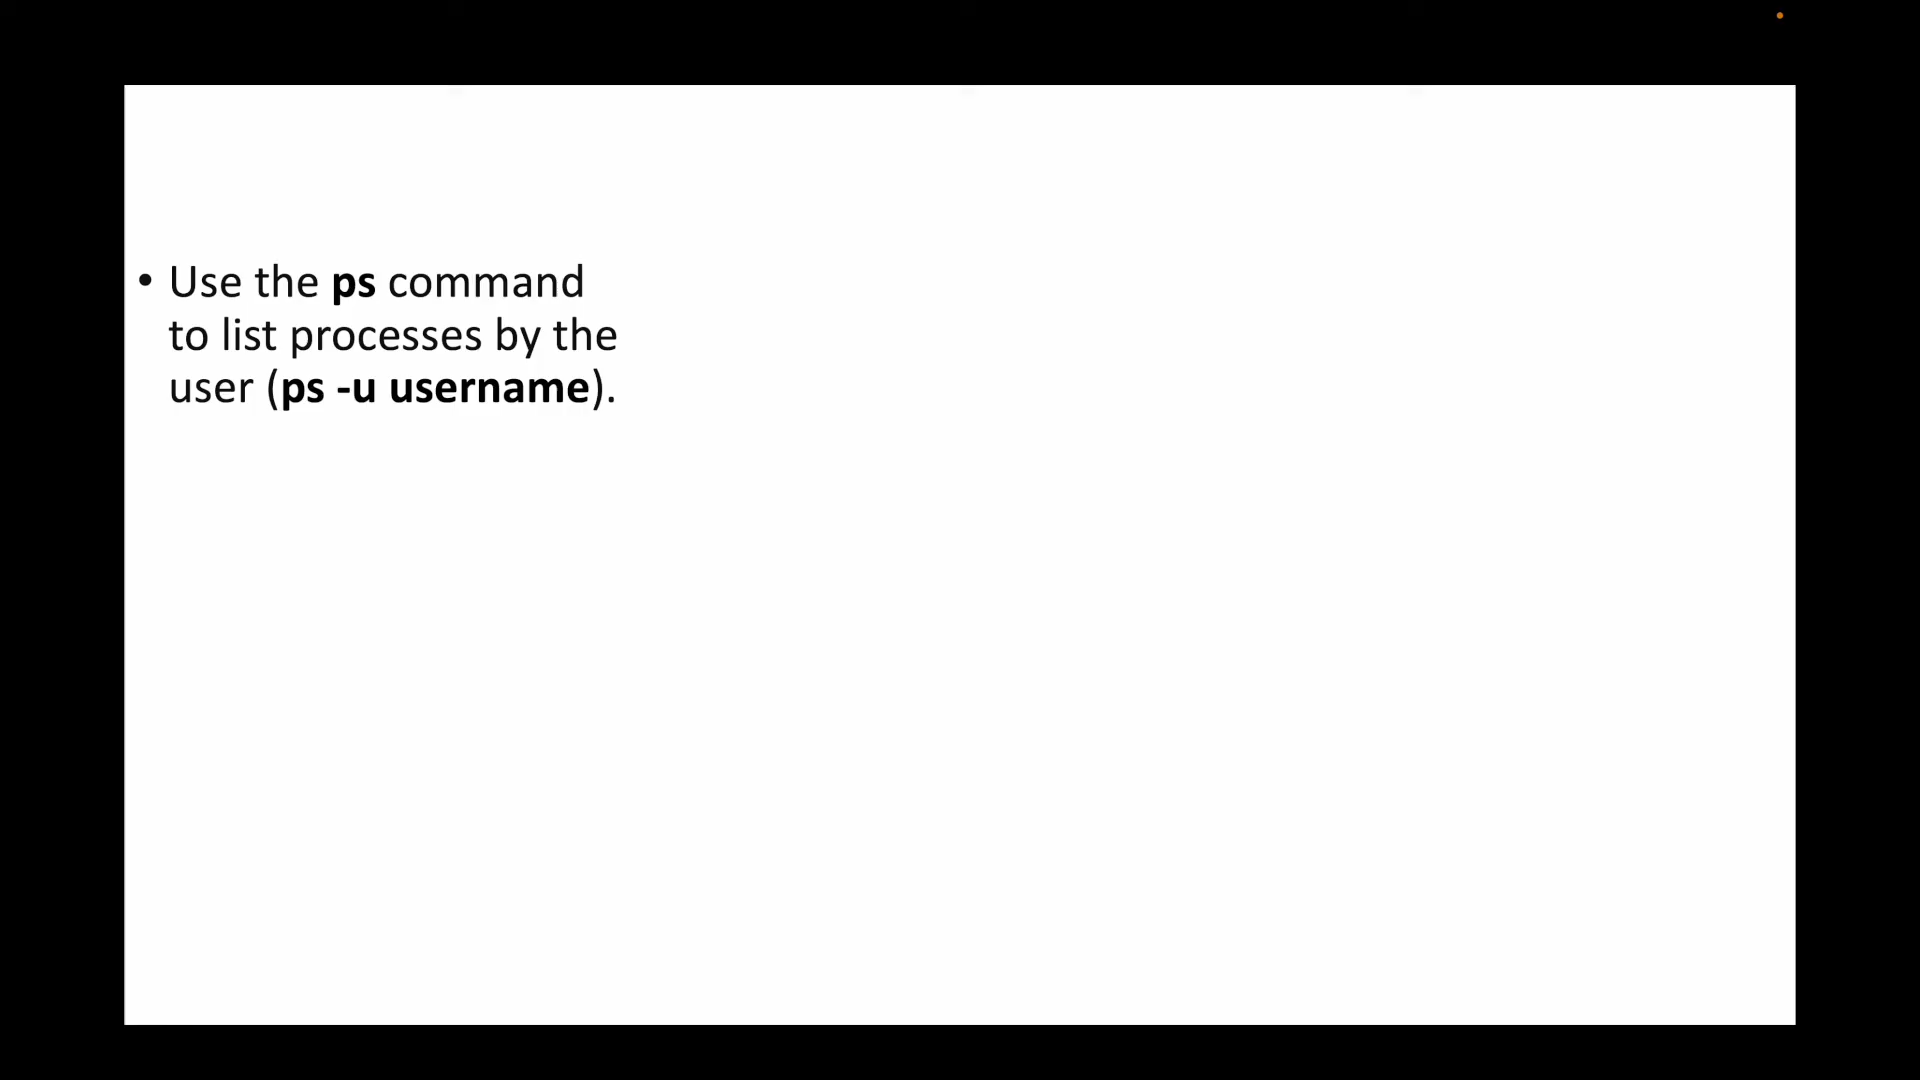 • Use the ps command
to list processes by the
user (ps -u username).